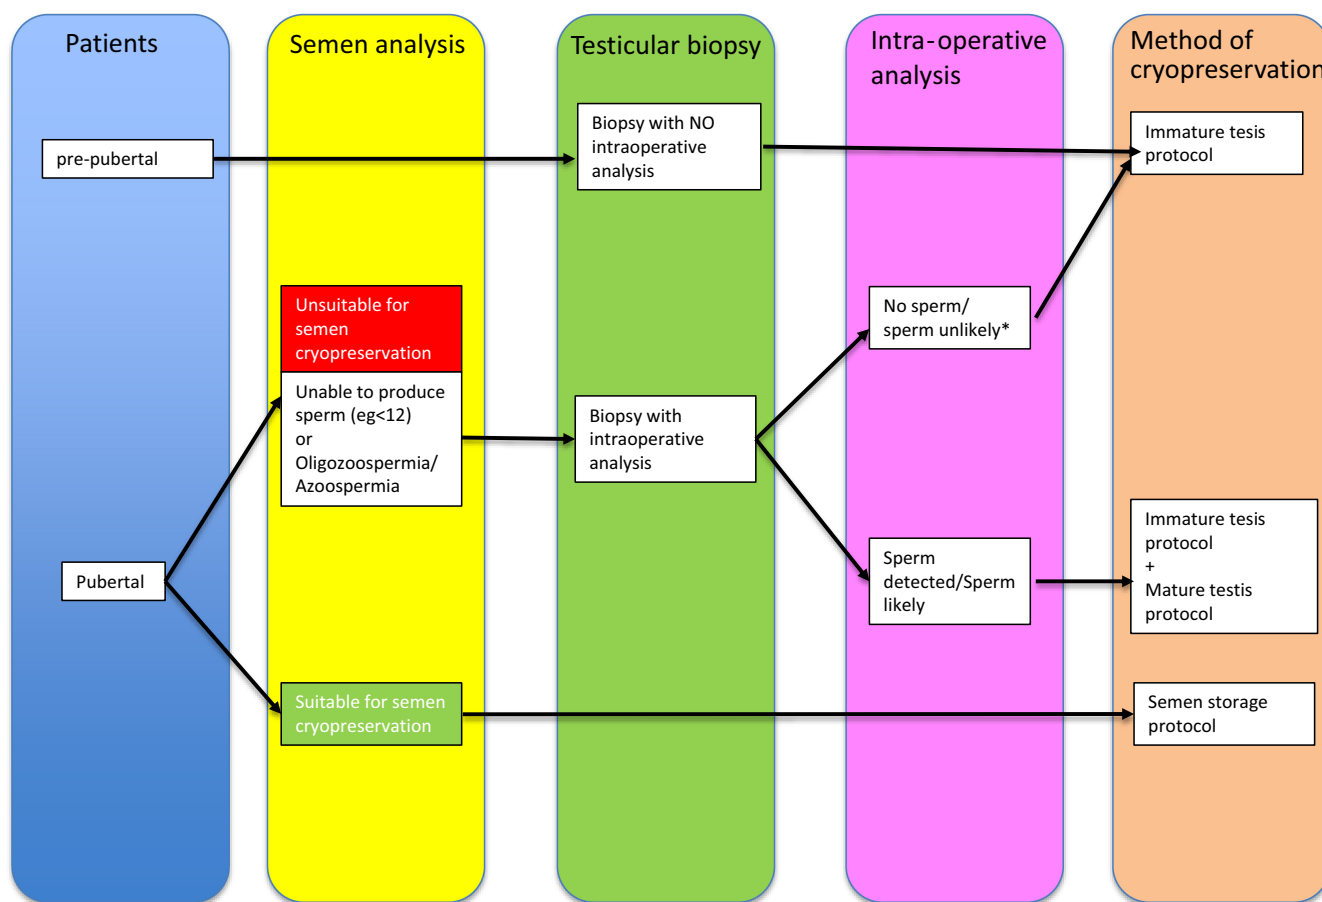 Patients
Semen analysis
Testicular biopsy
Intra-operative
analysis
Method of
cryopreservation
pre-pubertal
Biopsy with NO
intraoperative
analysis
Immature tesis
protocol
Unsuitable for
semen
cryopreservation
Unable to produce
sperm (eg<12)
or
Oligozoospermia/
Azoospermia
Biopsy with
intraoperative
analysis
No sperm/
sperm unlikely*
Pubertal
Sperm
detected/Sperm
likely
Immature tesis
protocol
+
Mature testis
protocol
Suitable for semen
cryopreservation
Semen storage
protocol